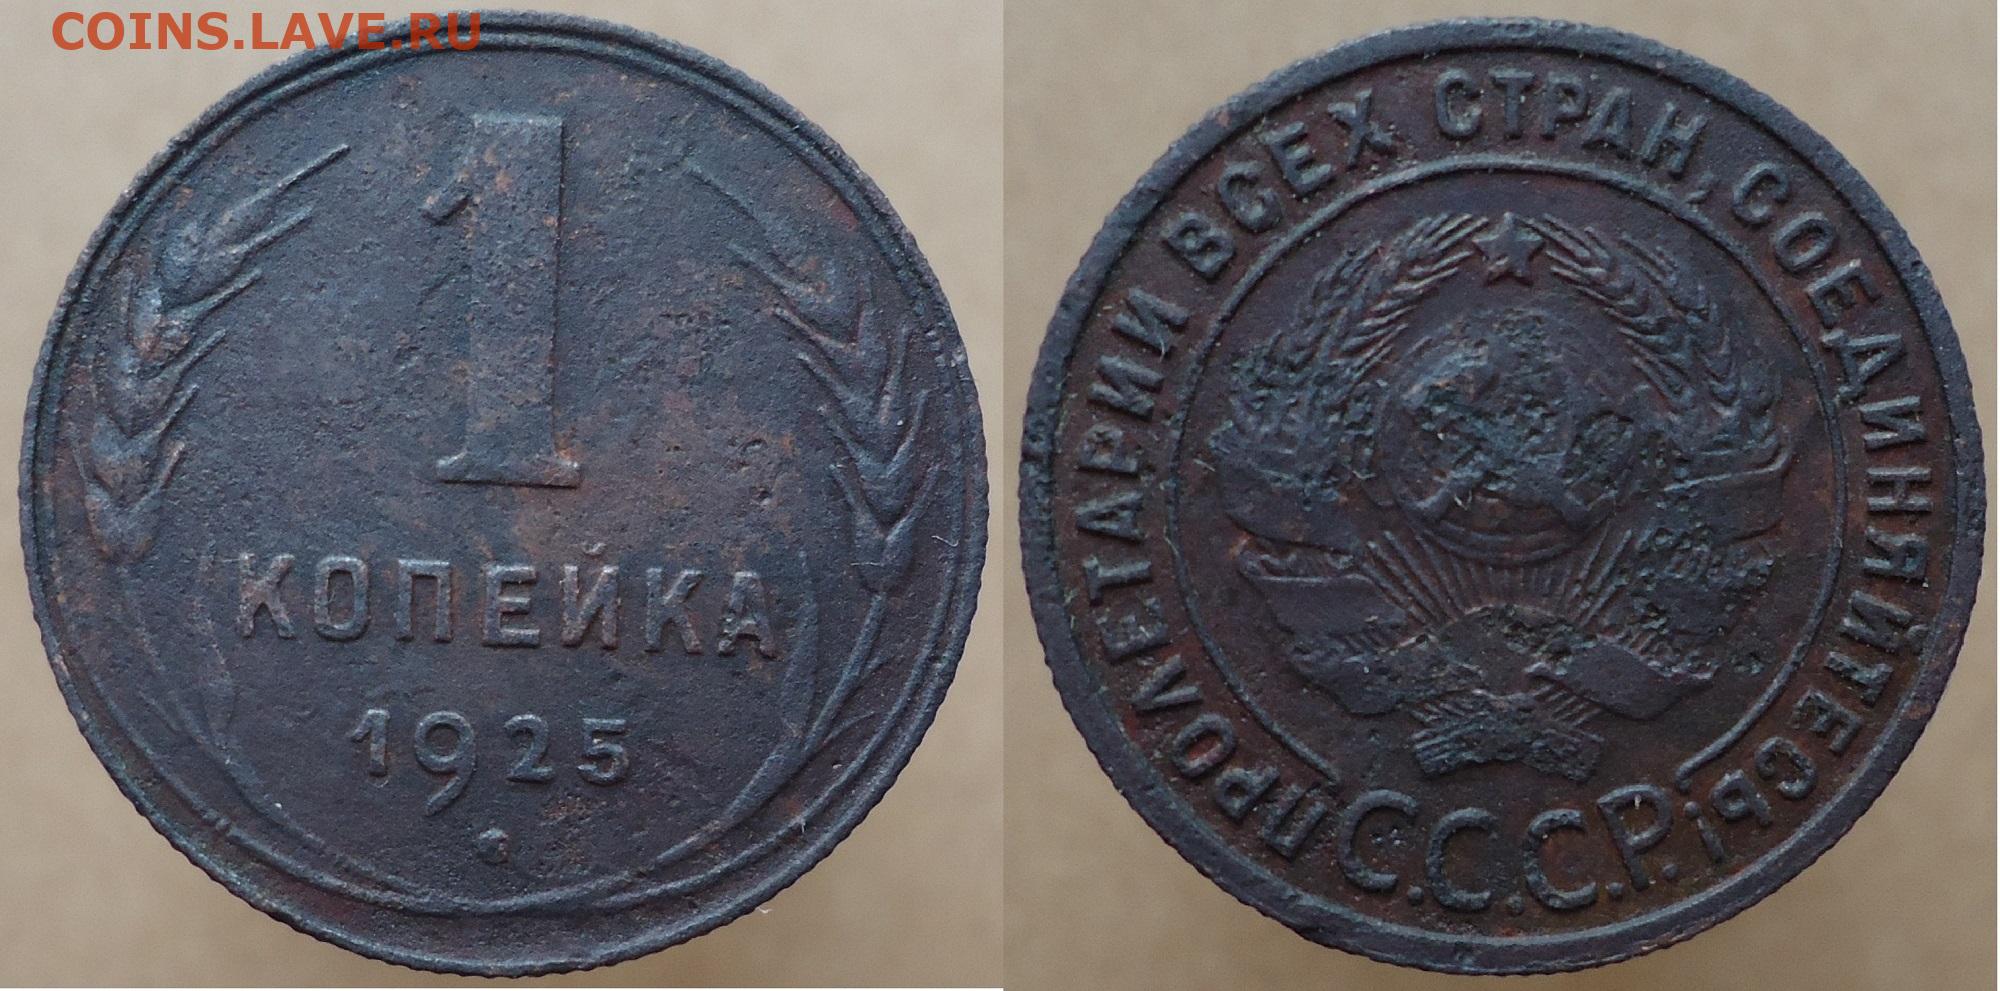 COINS.LAVE.RU
1
КОПЕЙКА
1925
ПРОЛЕТАРИИ ВСЕХ СТРАН, СОЕДИНЯЙТЕСЬ!
С.С.С.Р.